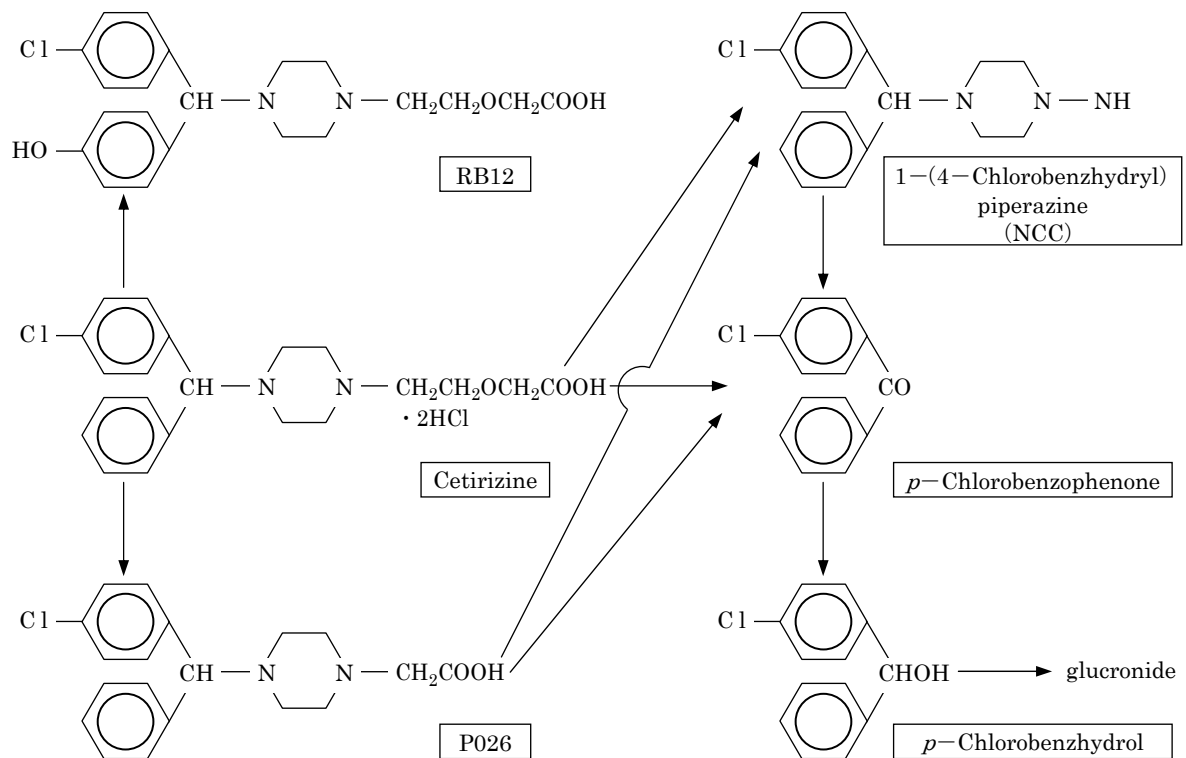 Cl
CH — N N — CH₂CH₂OCH₂COOH
HO
RB12
Cl
CH — N N — NH
1-(4-Chlorobenzhydryl)
piperazine
(NCC)
Cl
CH — N N — CH₂CH₂OCH₂COOH
· 2HCl
Cetirizine
Cl
CO
p-Chlorobenzophenone
Cl
CH — N N — CH₂COOH
P026
Cl
CHOH
glucronide
p-Chlorobenzhydrol